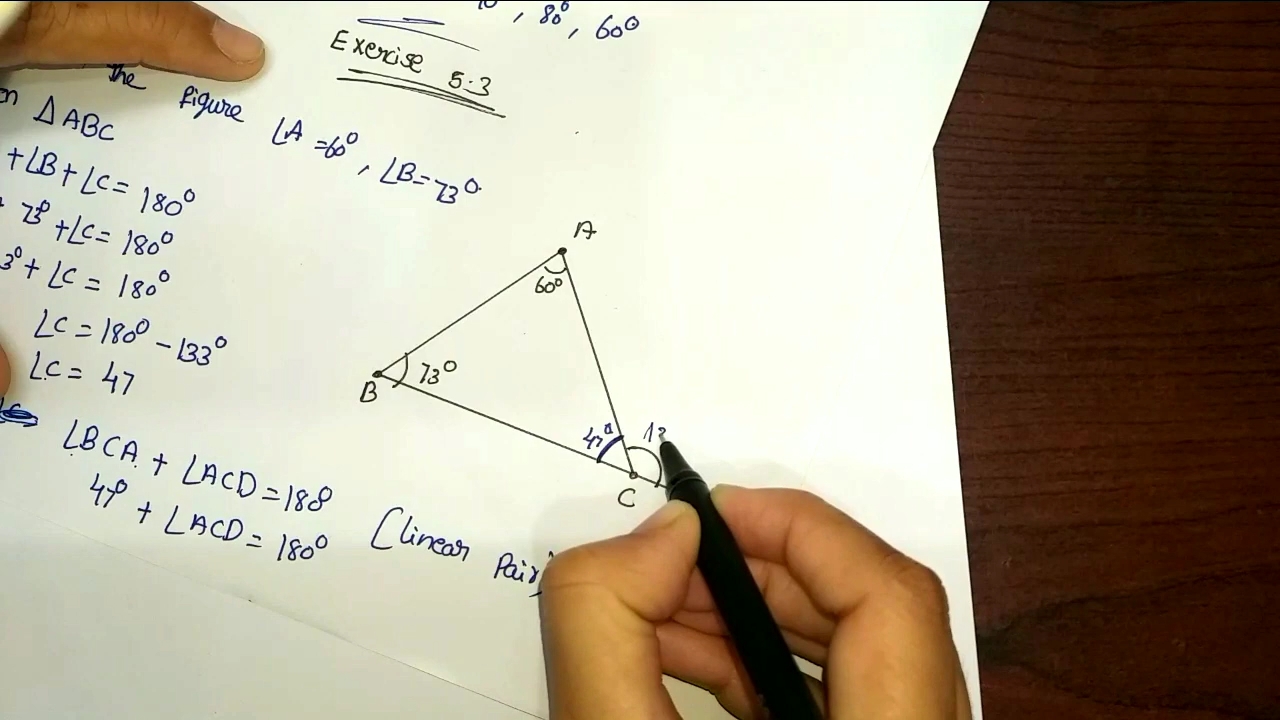 , 80°, 60°
Exercise 5.3
the figure ∠A = 60°, ∠B = 73°
ΔABC
+∠B + ∠C = 180°
73° + ∠C = 180°
3° + ∠C = 180°
∠C = 180° - 133°
∠C = 47
∠BCA + ∠ACD = 180
47° + ∠ACD = 180° (linear Pair)
A
60°
B 73°
47° 13
C